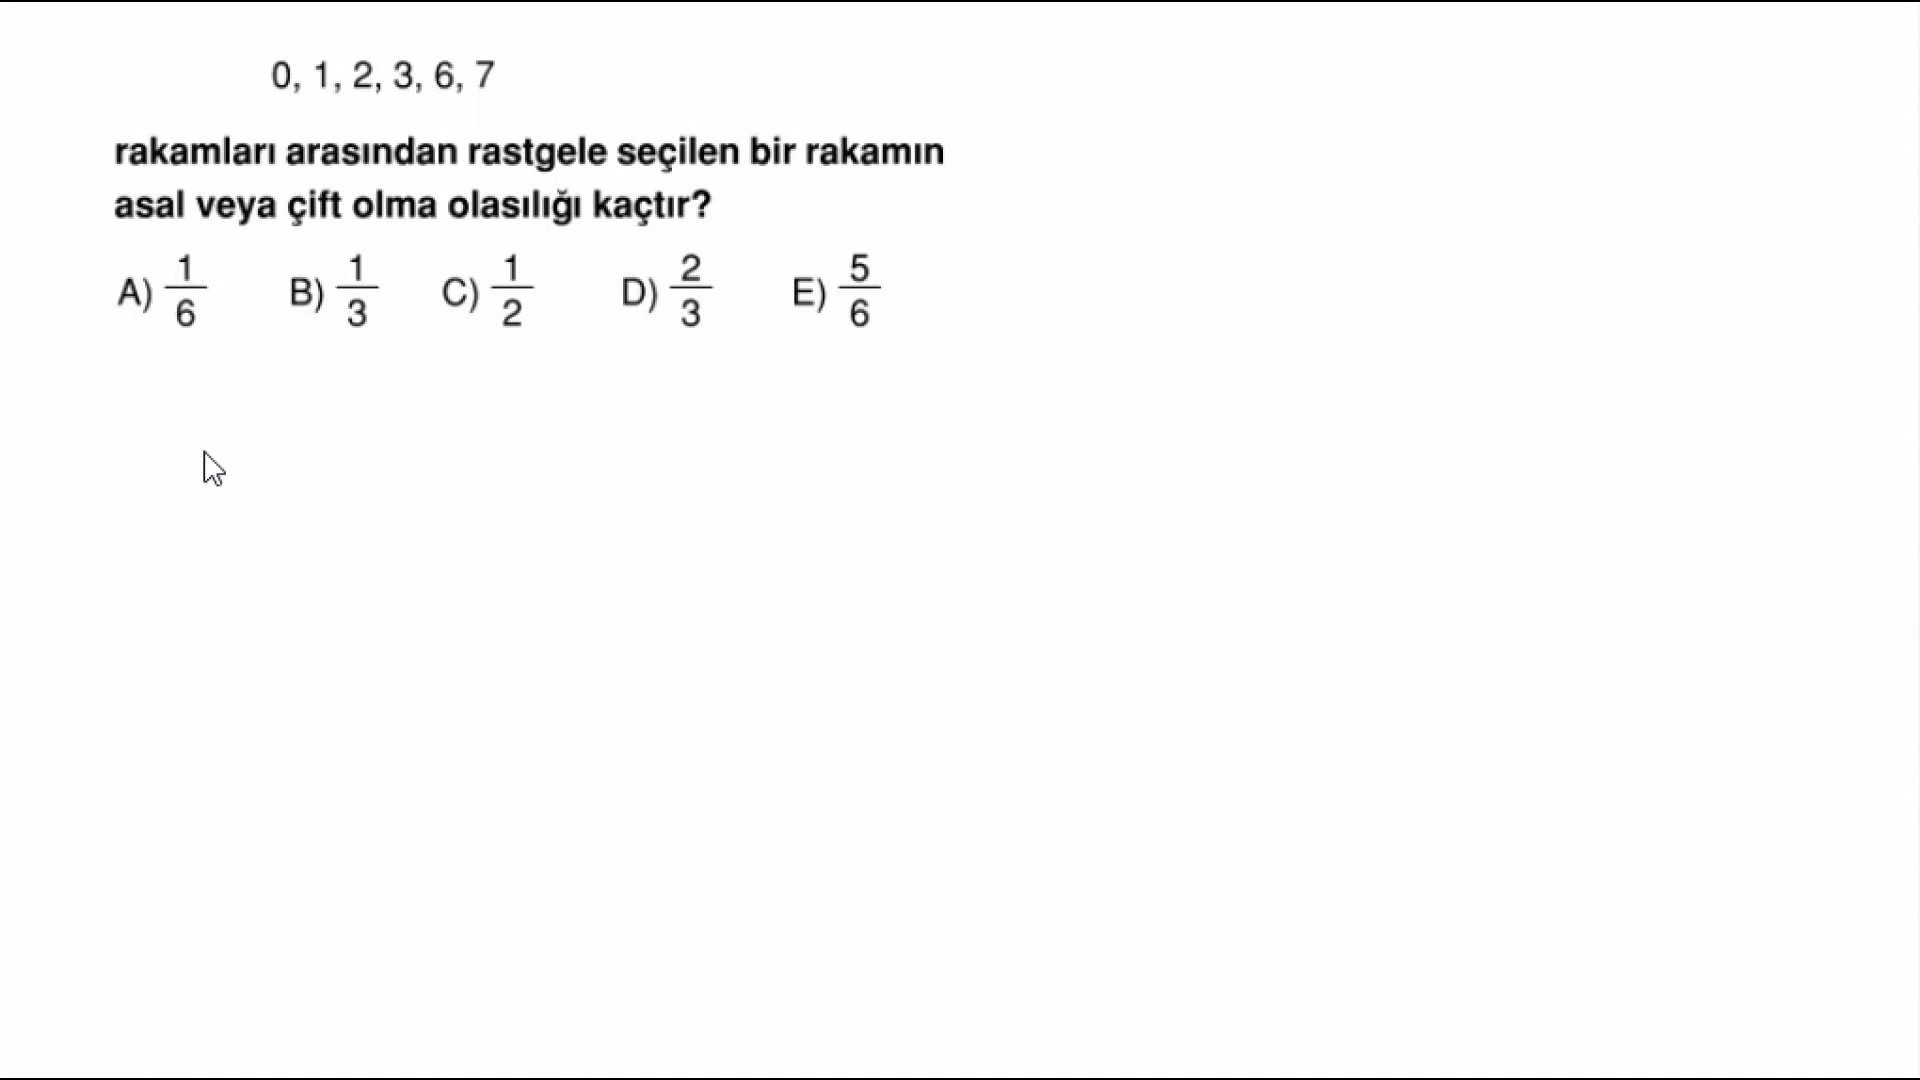 0, 1, 2, 3, 6, 7
rakamları arasından rastgele seçilen bir rakamın
asal veya çift olma olasılığı kaçtır?
A) 1/6 B) 1/3 C) 1/2 D) 2/3 E) 5/6